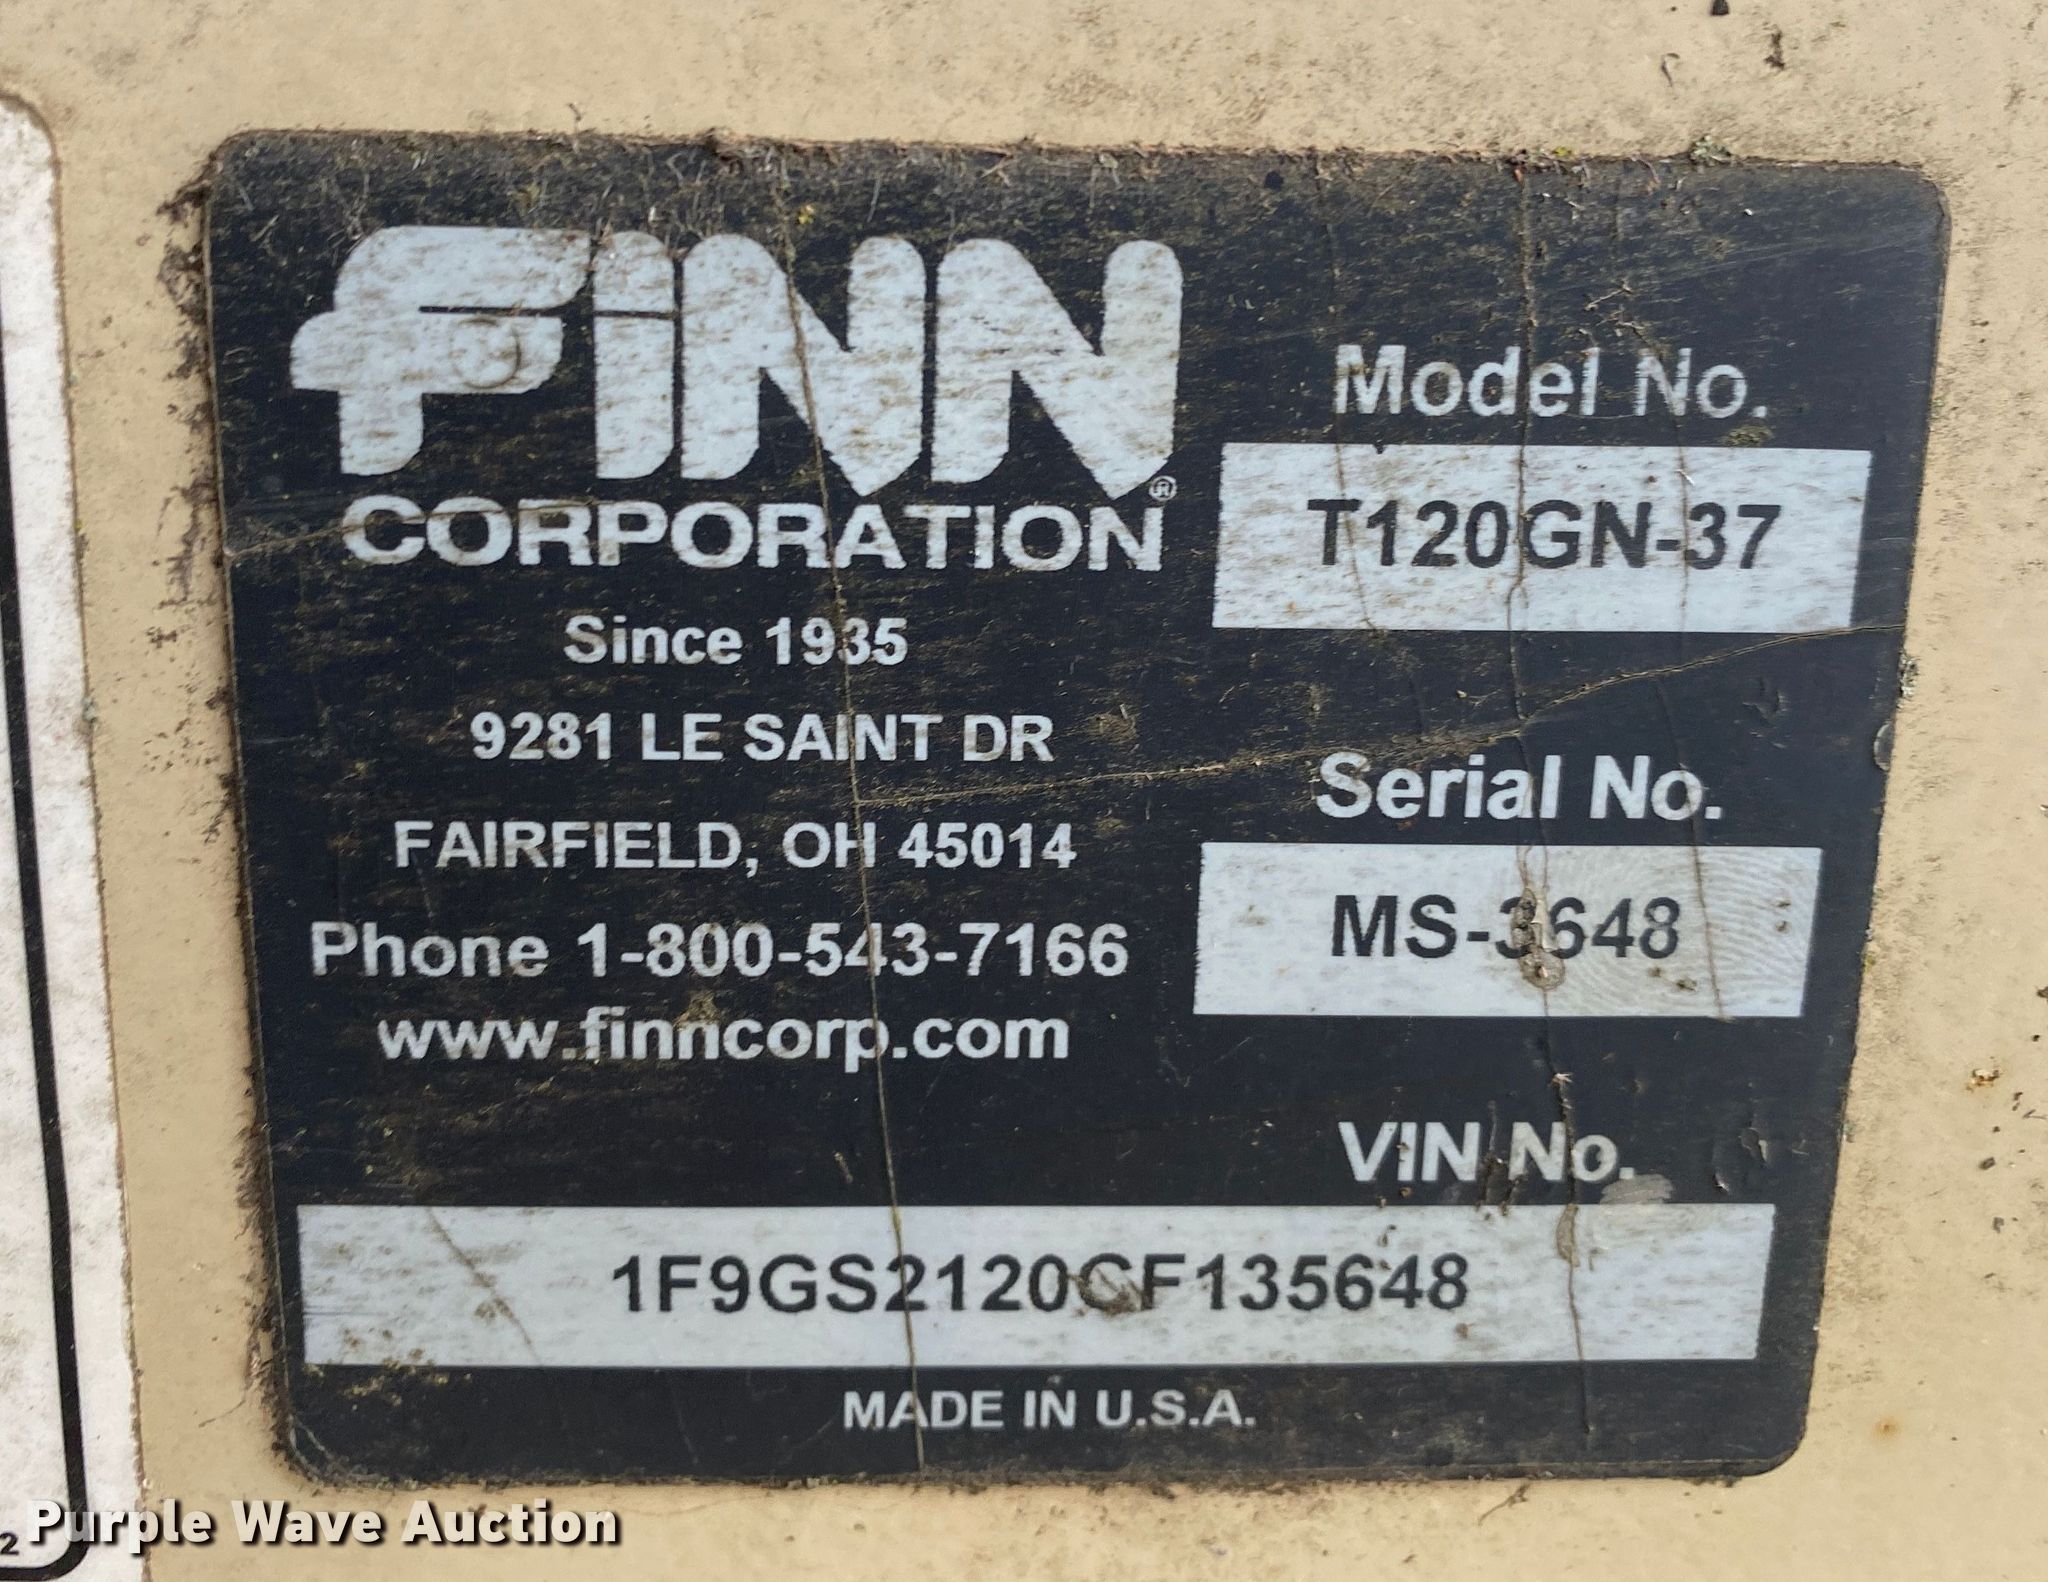 FINN
CORPORATION®
Since 1935
9281 LE SAINT DR
FAIRFIELD, OH 45014
Phone 1-800-543-7166
www.finncorp.com
Model No.
T120GN-37
Serial No.
MS-3648
VIN No.
1F9GS2120CF135648
MADE IN U.S.A.
2
Purple Wave Auction